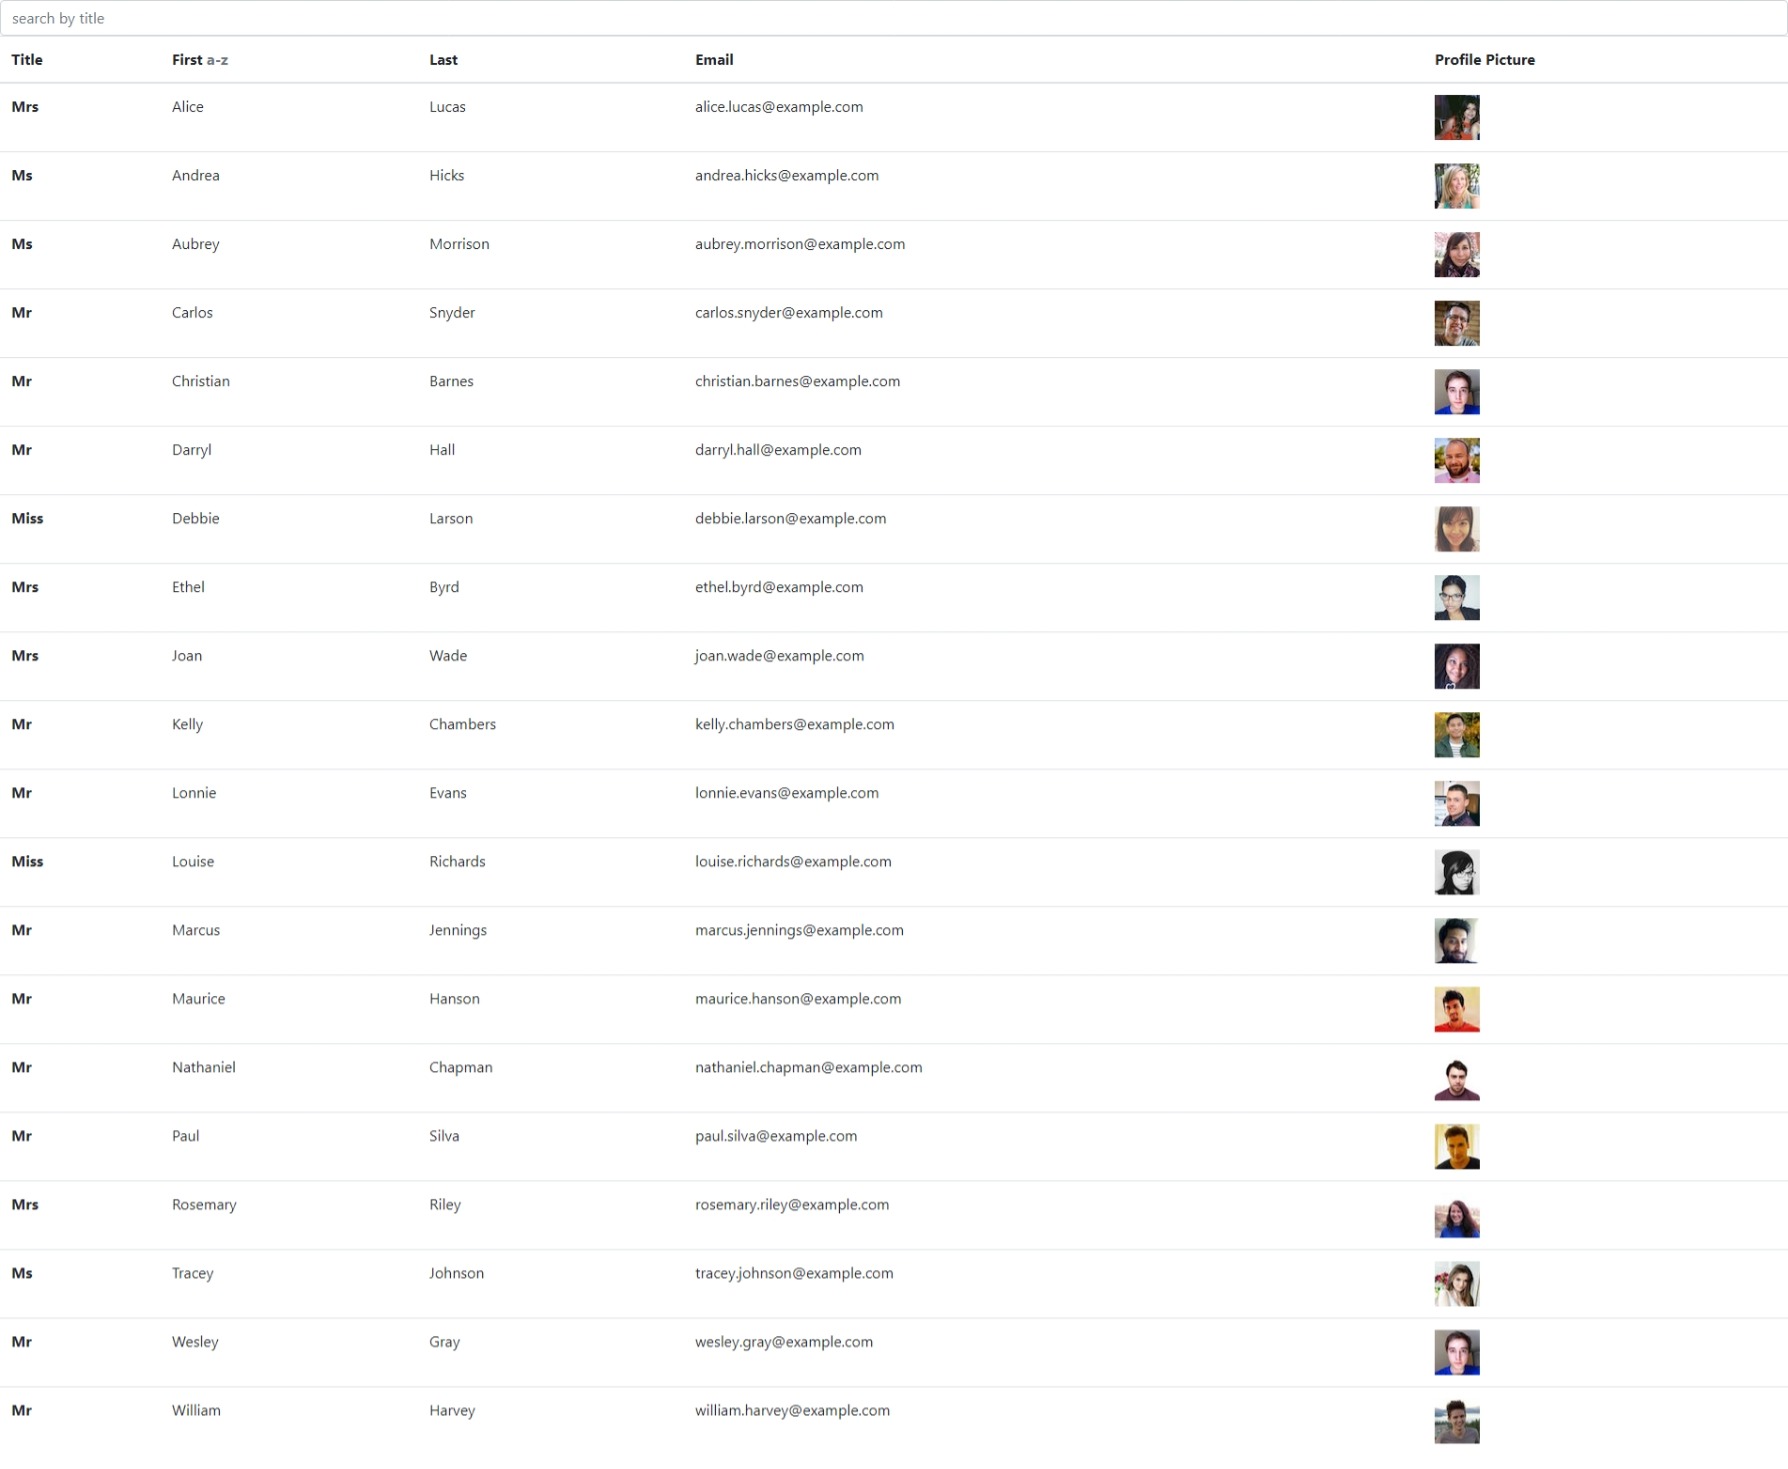 search by title
Title First a-z Last Email Profile Picture
Mrs Alice Lucas alice.lucas@example.com
Ms Andrea Hicks andrea.hicks@example.com
Ms Aubrey Morrison aubrey.morrison@example.com
Mr Carlos Snyder carlos.snyder@example.com
Mr Christian Barnes christian.barnes@example.com
Mr Darryl Hall darryl.hall@example.com
Miss Debbie Larson debbie.larson@example.com
Mrs Ethel Byrd ethel.byrd@example.com
Mrs Joan Wade joan.wade@example.com
Mr Kelly Chambers kelly.chambers@example.com
Mr Lonnie Evans lonnie.evans@example.com
Miss Louise Richards louise.richards@example.com
Mr Marcus Jennings marcus.jennings@example.com
Mr Maurice Hanson maurice.hanson@example.com
Mr Nathaniel Chapman nathaniel.chapman@example.com
Mr Paul Silva paul.silva@example.com
Mrs Rosemary Riley rosemary.riley@example.com
Ms Tracey Johnson tracey.johnson@example.com
Mr Wesley Gray wesley.gray@example.com
Mr William Harvey william.harvey@example.com